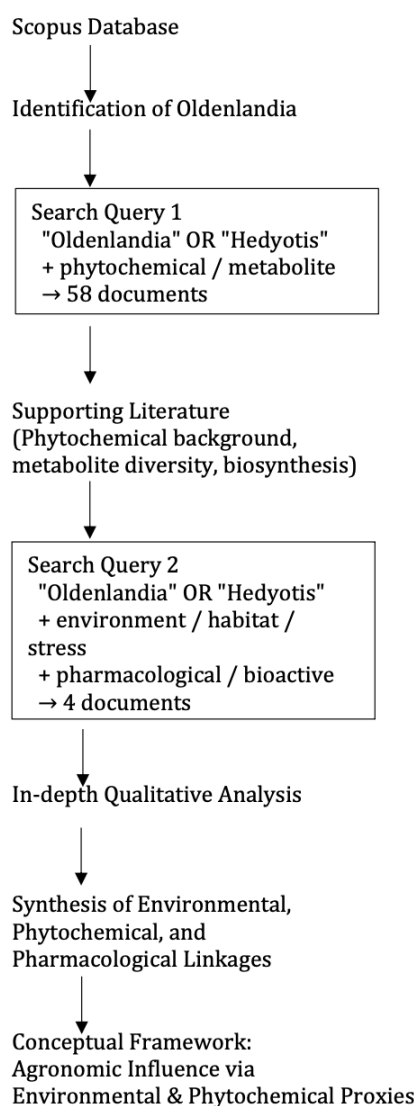 Scopus Database
Identification of Oldenlandia
Search Query 1
"Oldenlandia" OR "Hedyotis"
+ phytochemical / metabolite
→ 58 documents
Supporting Literature
(Phytochemical background,
metabolite diversity, biosynthesis)
Search Query 2
"Oldenlandia" OR "Hedyotis"
+ environment / habitat /
stress
+ pharmacological / bioactive
→ 4 documents
In-depth Qualitative Analysis
Synthesis of Environmental,
Phytochemical, and
Pharmacological Linkages
Conceptual Framework:
Agronomic Influence via
Environmental & Phytochemical Proxies